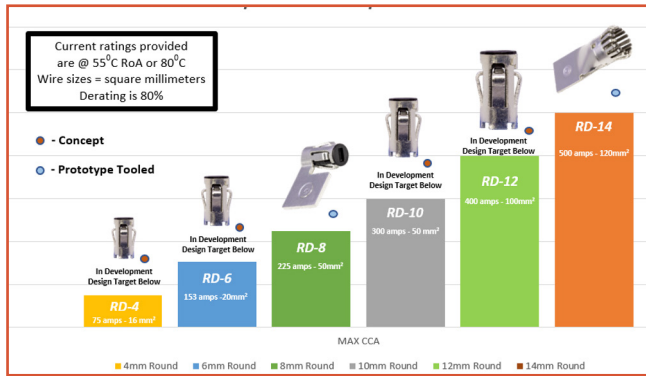 Current ratings provided
are @ 55⁰C RoA or 80⁰C
Wire sizes = square millimeters
Derating is 80%
- Concept
- Prototype Tooled
In Development
Design Target Below
RD-4
75 amps - 16 mm²
In Development
Design Target Below
RD-6
153 amps -20mm²
RD-8
225 amps - 50mm²
In Development
Design Target Below
RD-10
300 amps - 50 mm²
In Development
Design Target Below
RD-12
400 amps - 100mm²
RD-14
500 amps - 120mm²
MAX CCA
4mm Round
6mm Round
8mm Round
10mm Round
12mm Round
14mm Round